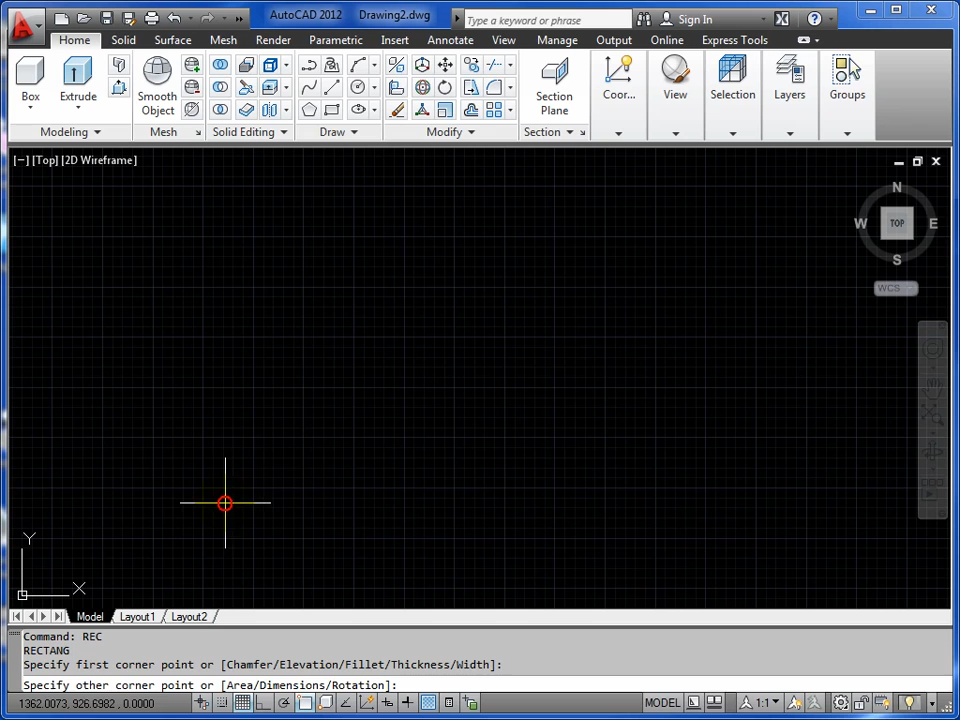 AutoCAD 2012 Drawing2.dwg Type a keyword or phrase Sign In
Home Solid Surface Mesh Render Parametric Insert Annotate View Manage Output Online Express Tools
Box Extrude Smooth Object Section Plane Coor... View Selection Layers Groups
Modeling Mesh Solid Editing Draw Modify Section
[−] [Top] [2D Wireframe]
N
W TOP E
S
WCS
Y
X
Model Layout1 Layout2
Command: REC
RECTANG
Specify first corner point or [Chamfer/Elevation/Fillet/Thickness/Width]:
Specify other corner point or [Area/Dimensions/Rotation]:
1362.0073, 926.6982 , 0.0000 MODEL 1:1